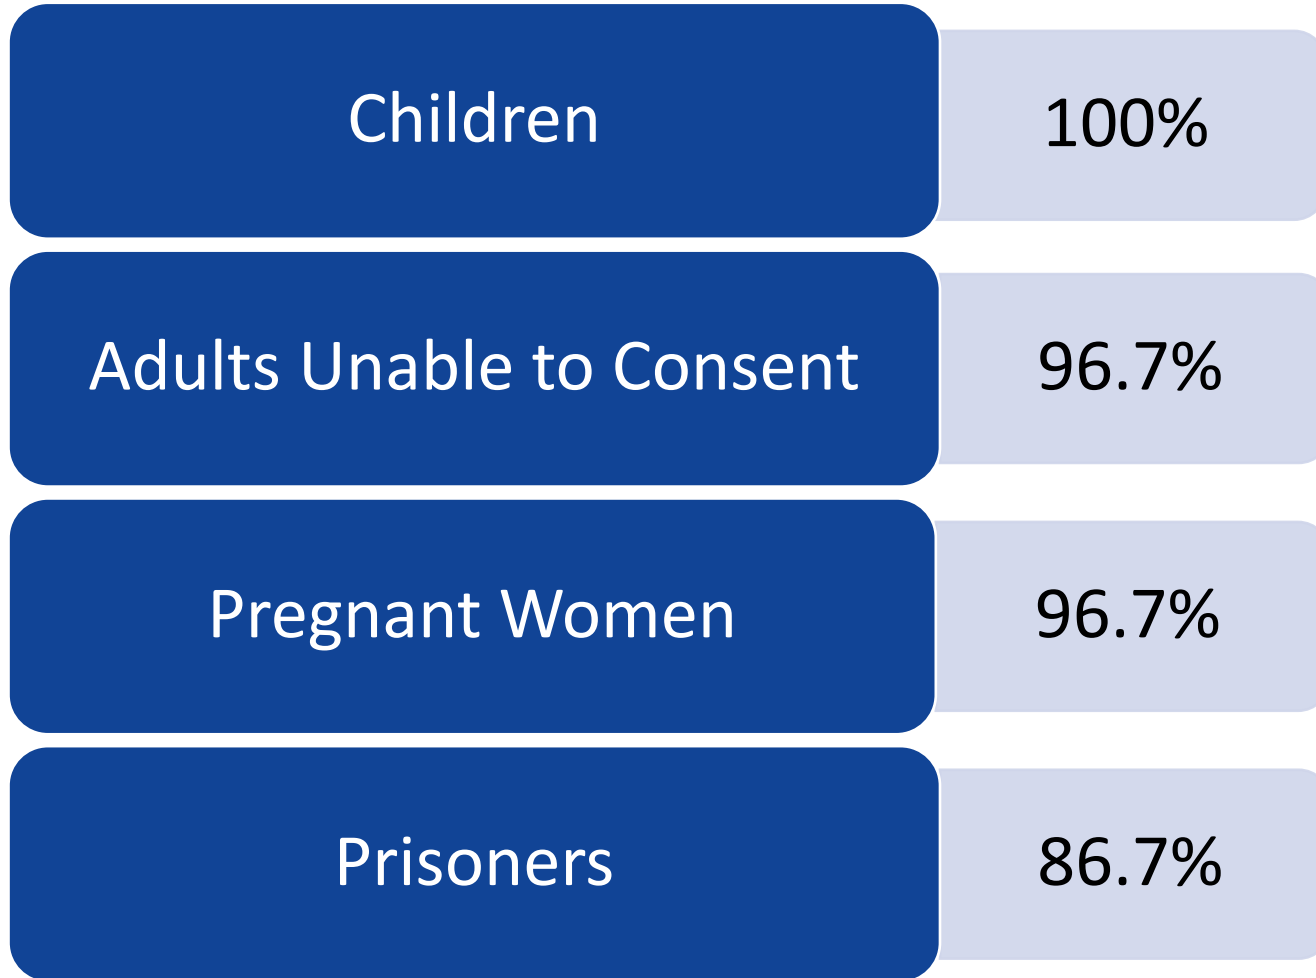 Children 100%
Adults Unable to Consent 96.7%
Pregnant Women 96.7%
Prisoners 86.7%